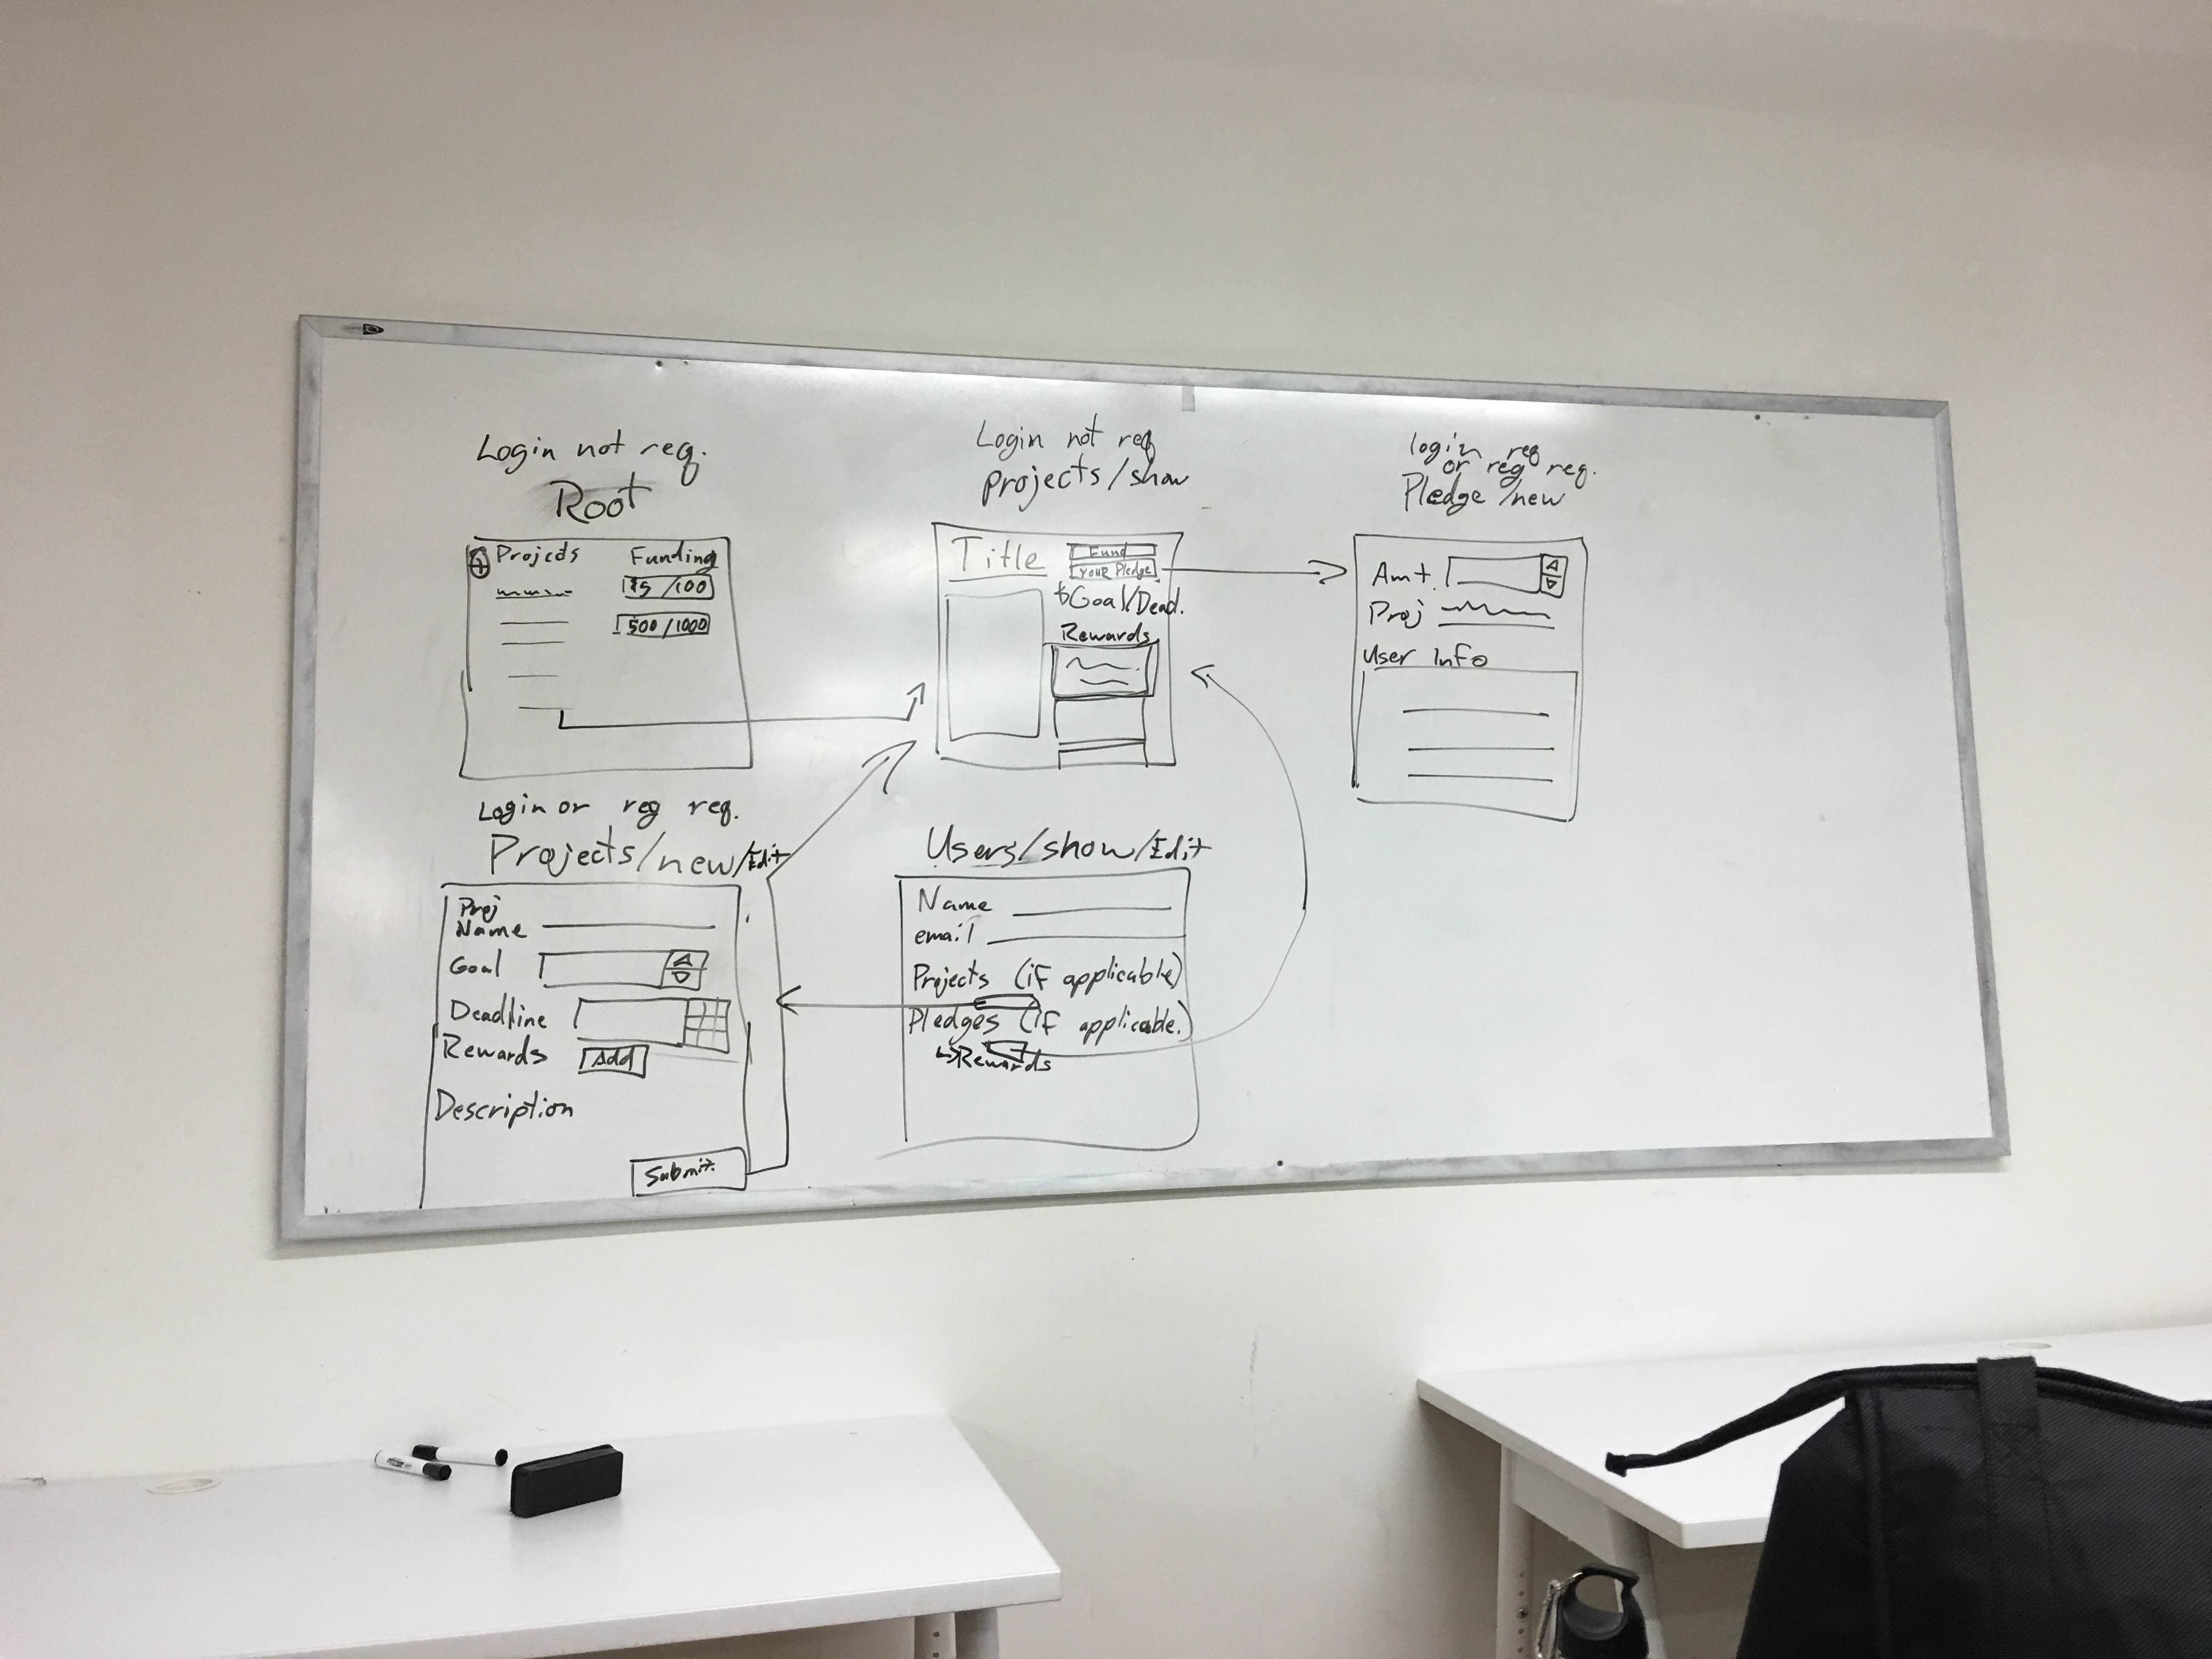 Login not req.
Root
Projects Funding
15/100
500/1000
Login not req
projects/show
Title
Fund
YOUR Pledge
$Goal/Dead.
Rewards
login req
or reg req.
Pledge/new
Amt.
Proj
User Info
Login or reg req.
Projects/new/Edit
Proj
Name
Goal
Deadline
Rewards Add
Description
Submit
Users/show/Edit
Name
email
Projects (if applicable)
Pledges (if applicable.)
Rewards